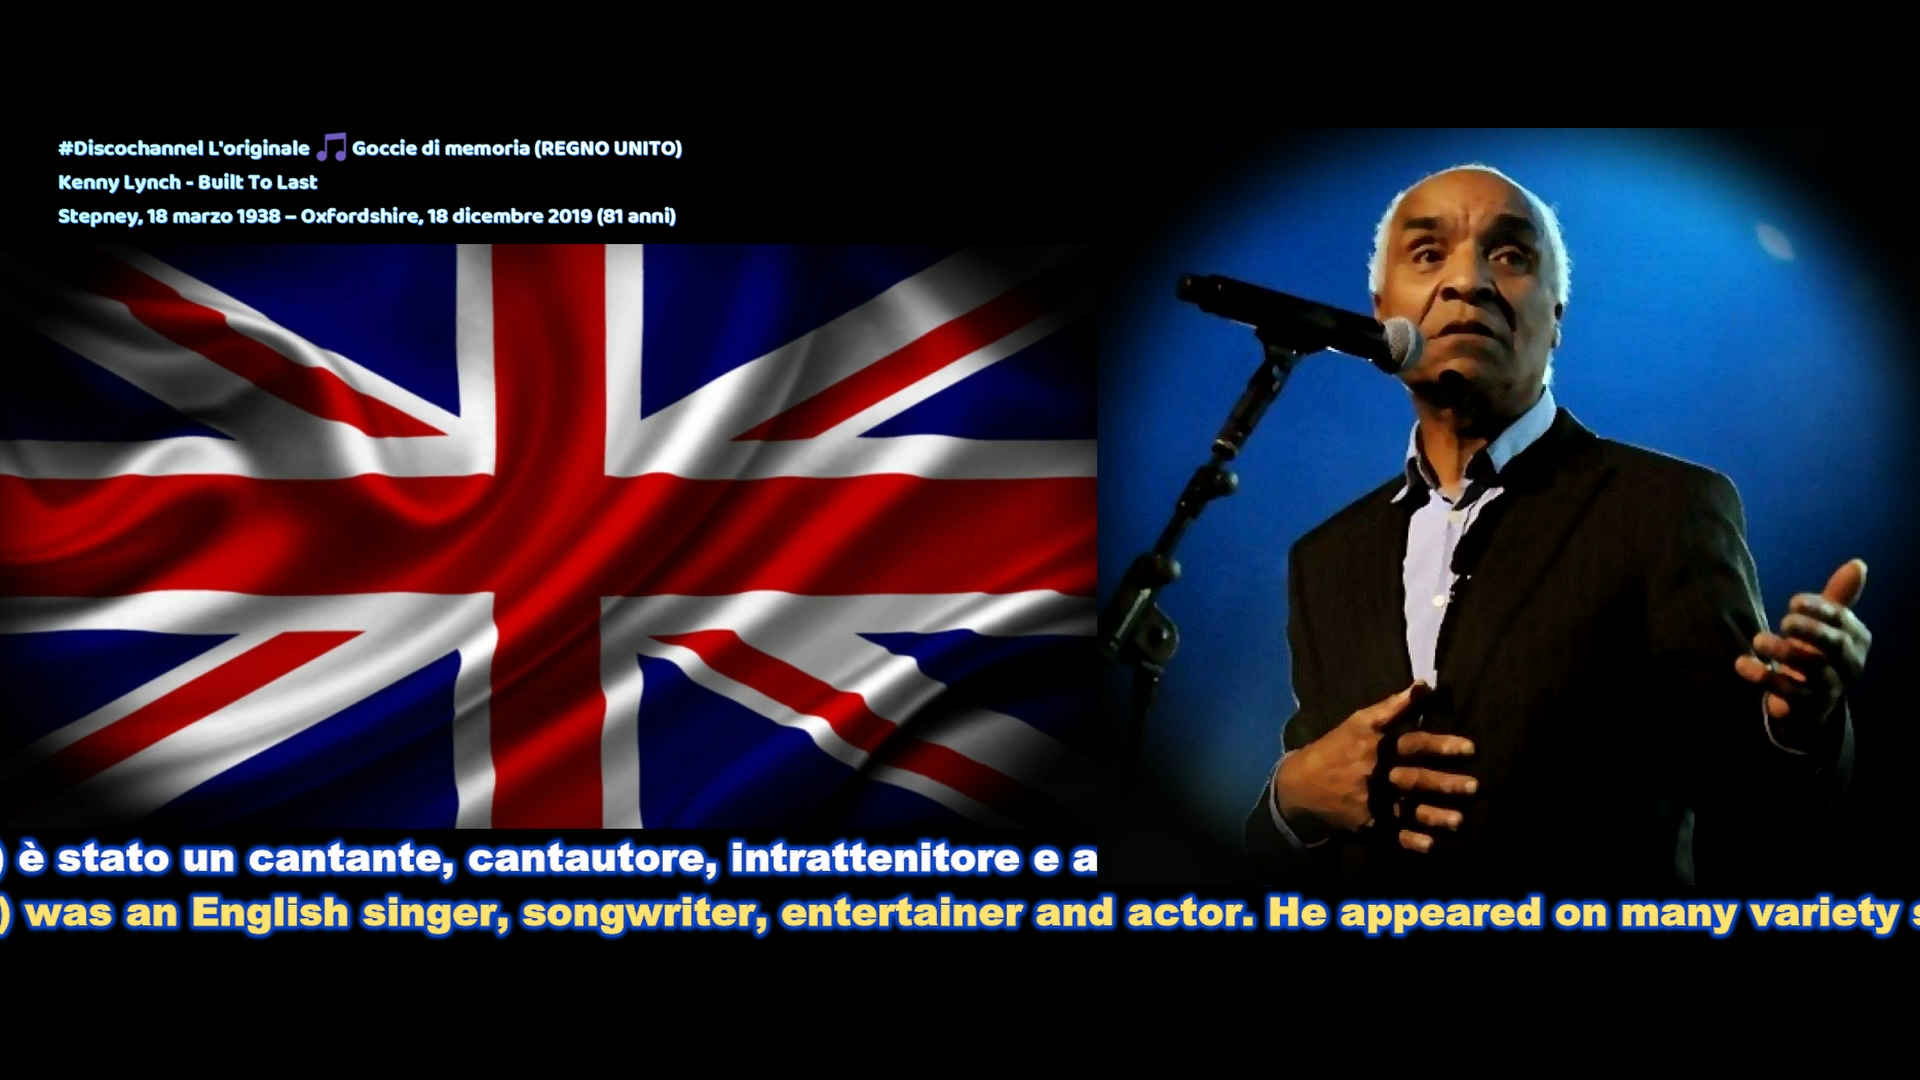 #Discochannel L'originale 🎵 Goccie di memoria (REGNO UNITO)
Kenny Lynch - Built To Last
Stepney, 18 marzo 1938 – Oxfordshire, 18 dicembre 2019 (81 anni)
) è stato un cantante, cantautore, intrattenitore e a
) was an English singer, songwriter, entertainer and actor. He appeared on many variety s